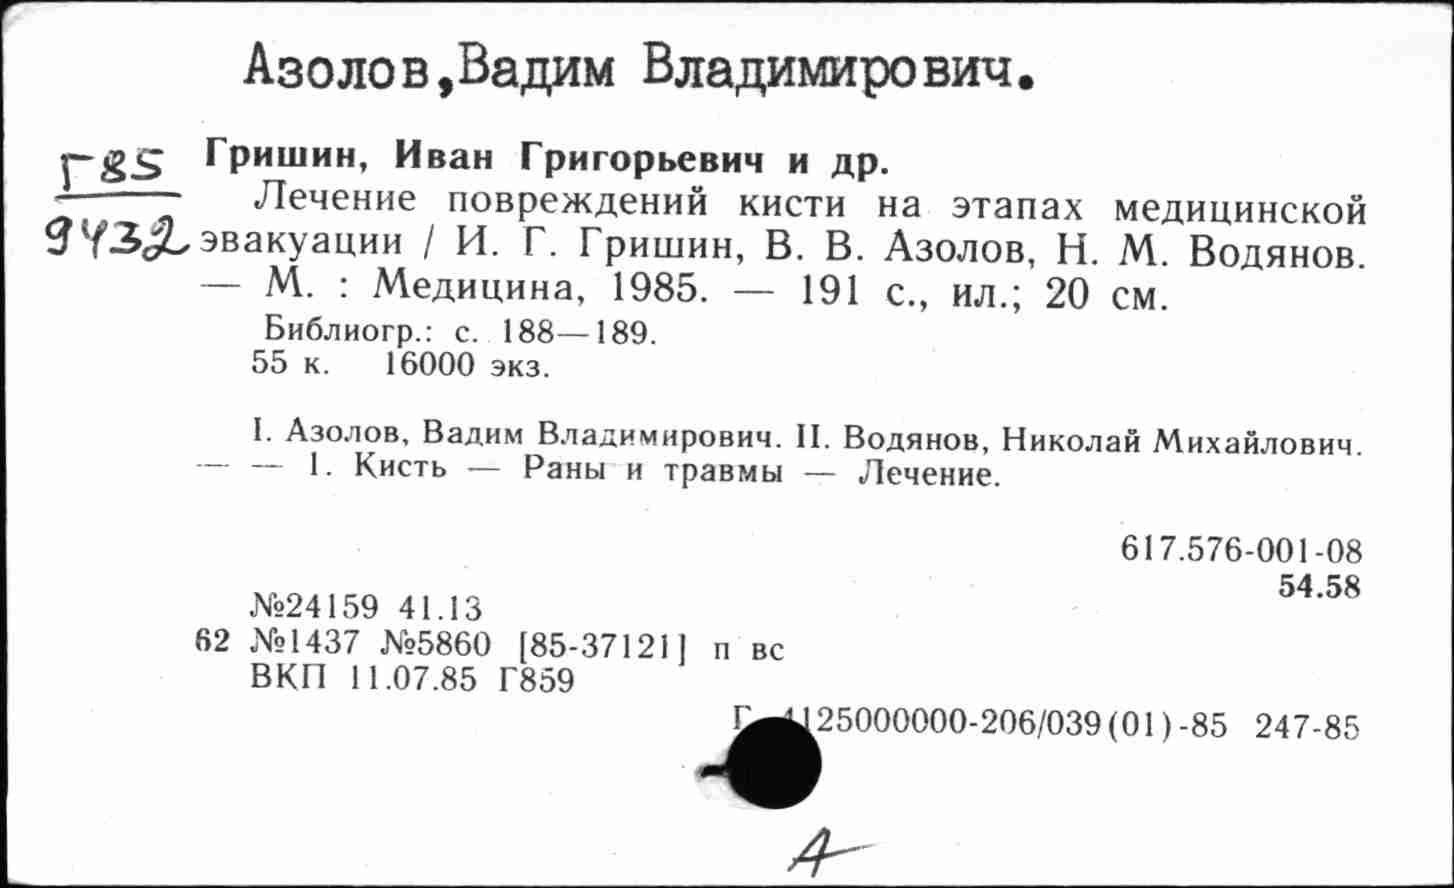 Азолов,Вадим Владимирович.
Г85
9432
Гришин, Иван Григорьевич и др.
Лечение повреждений кисти на этапах медицинской
эвакуации / И. Г. Гришин, В. В. Азолов, Н. М. Водянов.
— М. : Медицина, 1985. — 191 с., ил.; 20 см.
Библиогр.: с. 188—189.
55 к. 16000 экз.
I. Азолов, Вадим Владимирович. II. Водянов, Николай Михайлович.
— — 1. Кисть — Раны и травмы — Лечение.
617.576-001-08
54.58
№24159 41.13
62 №1437 №5860 [85-37121] п вс
ВКП 11.07.85 Г859
Г 4125000000-206/039(01)-85 247-85
А